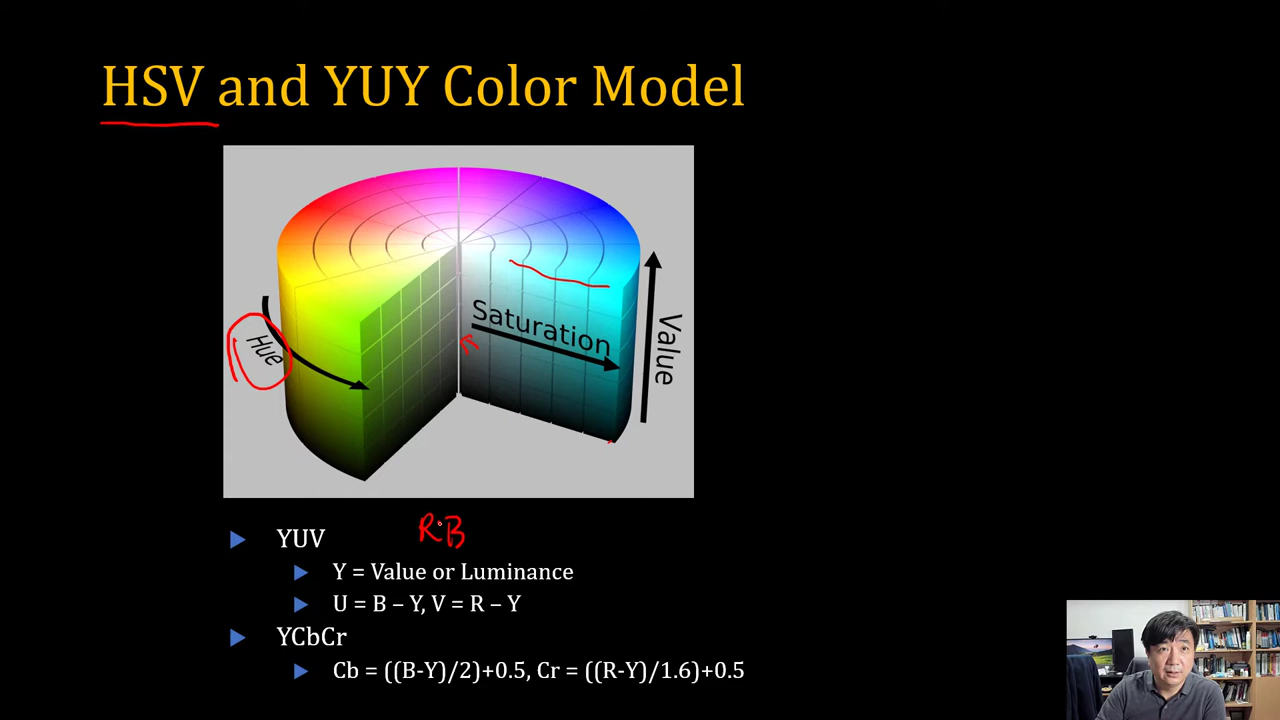 HSV and YUY Color Model
Saturation
Value
Hue
R·B
YUV
Y = Value or Luminance
U = B – Y, V = R – Y
YCbCr
Cb = ((B-Y)/2)+0.5, Cr = ((R-Y)/1.6)+0.5